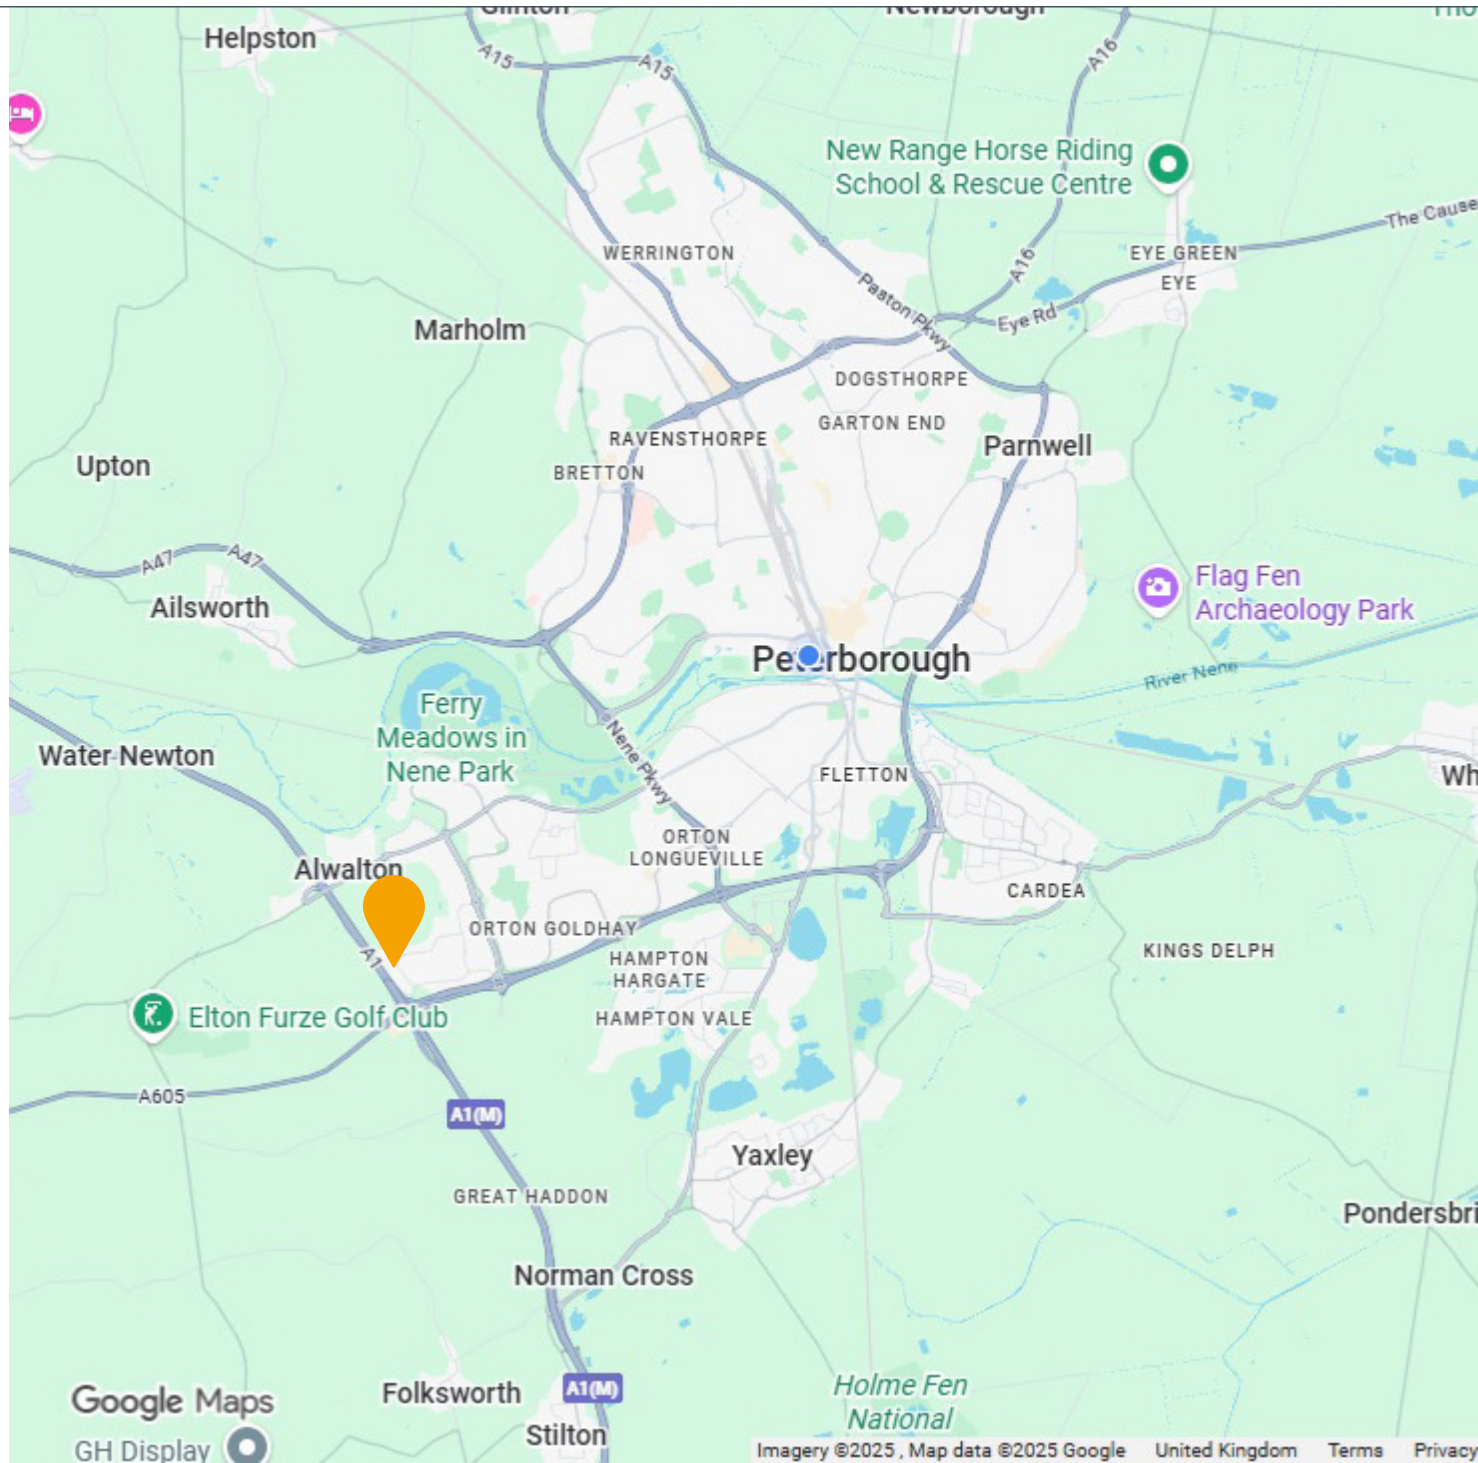 Glinton
Newborough
Helpston
A15
A15
A16
New Range Horse Riding
School & Rescue Centre
The Cause
WERRINGTON
A16
EYE GREEN
EYE
Paston Pkwy
Eye Rd
Marholm
DOGSTHORPE
GARTON END
RAVENSTHORPE
Parnwell
Upton
BRETTON
A47
A47
Flag Fen
Archaeology Park
Ailsworth
Peterborough
River Nene
Ferry
Meadows in
Nene Park
Nene Pkwy
Water Newton
FLETTON
Wh
ORTON
LONGUEVILLE
Alwalton
CARDEA
ORTON GOLDHAY
A1
HAMPTON
HARGATE
KINGS DELPH
Elton Furze Golf Club
HAMPTON VALE
A605
A1(M)
Yaxley
GREAT HADDON
Pondersbri
Norman Cross
Folksworth
A1(M)
Holme Fen
National
Google Maps
Stilton
GH Display
Imagery ©2025 , Map data ©2025 Google United Kingdom Terms Privacy